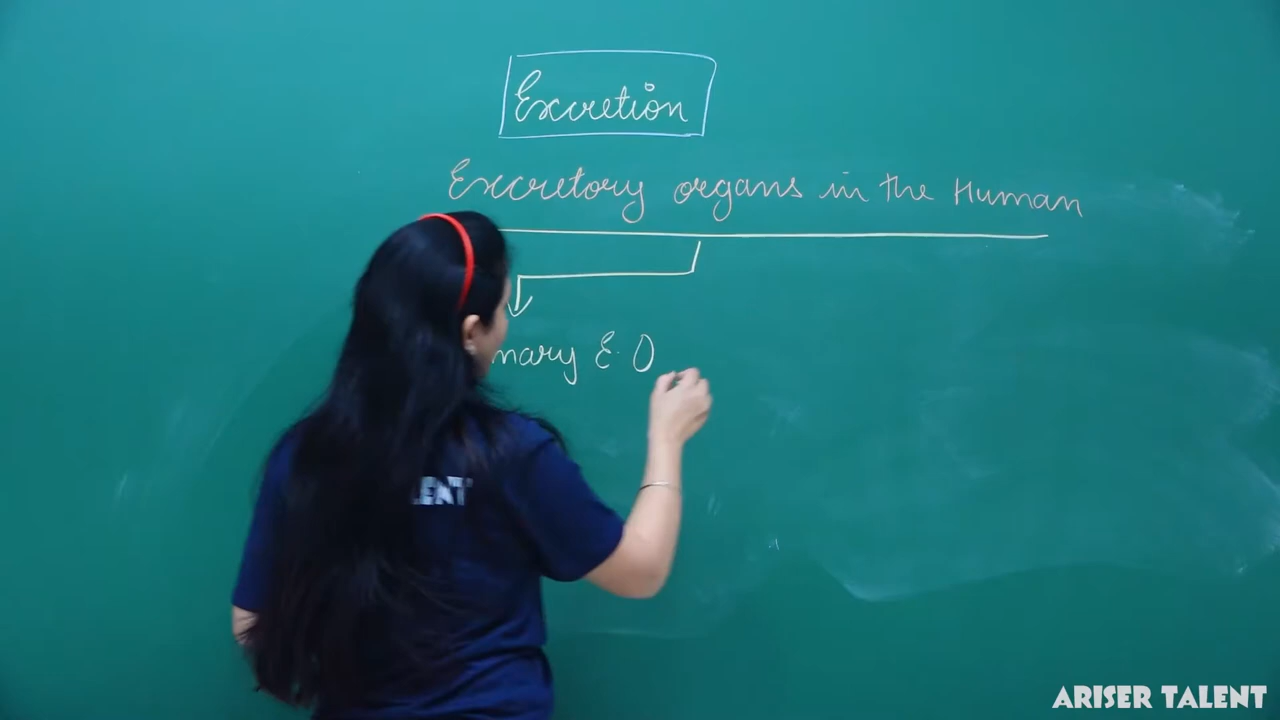 Excretion
Excretory organs in the Human
mary E. O
LENT
ARISER TALENT